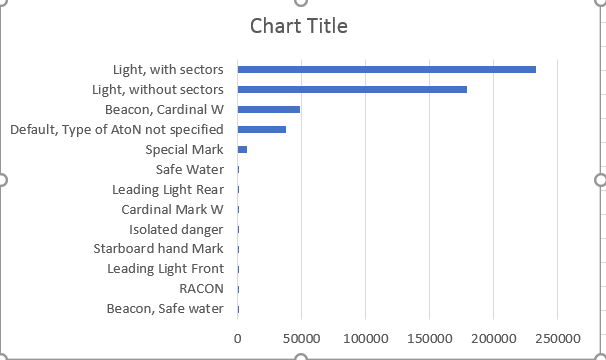 Chart Title
Light, with sectors
Light, without sectors
Beacon, Cardinal W
Default, Type of AtoN not specified
Special Mark
Safe Water
Leading Light Rear
Cardinal Mark W
Isolated danger
Starboard hand Mark
Leading Light Front
RACON
Beacon, Safe water
0 50000 100000 150000 200000 250000